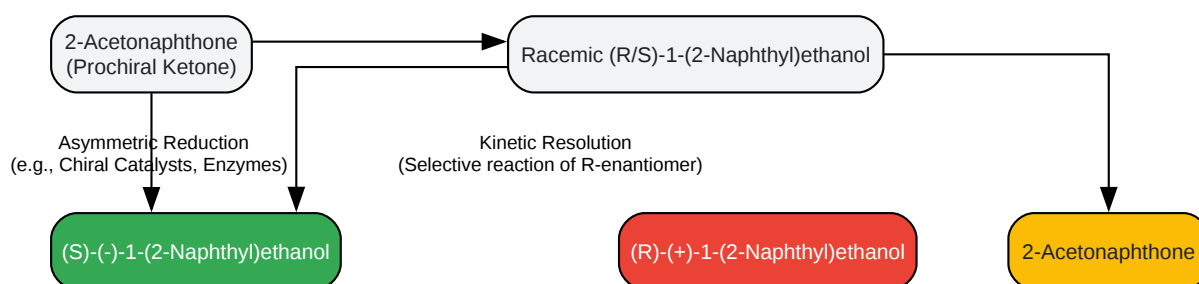 2-Acetonaphthone
(Prochiral Ketone)
Racemic (R/S)-1-(2-Naphthyl)ethanol
Asymmetric Reduction
(e.g., Chiral Catalysts, Enzymes)
Kinetic Resolution
(Selective reaction of R-enantiomer)
(S)-(-)-1-(2-Naphthyl)ethanol
(R)-(+)-1-(2-Naphthyl)ethanol
2-Acetonaphthone